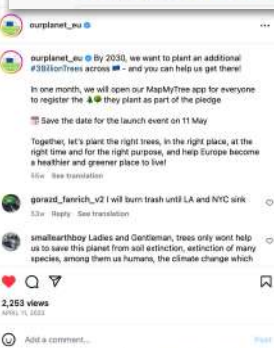 ourplanet_eu
ourplanet_eu By 2030, we want to plant an additional
#3BillionTrees across 🇪🇺 - and you can help us get there!
In one month, we will open our MapMyTree app for everyone
to register the 🌲🌳 they plant as part of the pledge
📅 Save the date for the launch event on 11 May
Together, let's plant the right trees, in the right place, at the
right time and for the right purpose, and help Europe become
a healthier and greener place to live!
See translation
gorazd_fanrich_v2 I will burn trash until LA and NYC sink
Reply See translation
smallearthboy Ladies and Gentleman, trees only wont help
us to save this planet from soil extinction, extinction of many
species, among them us humans, the climate change which
2,253 views
APRIL 11, 2022
Add a comment...
Post